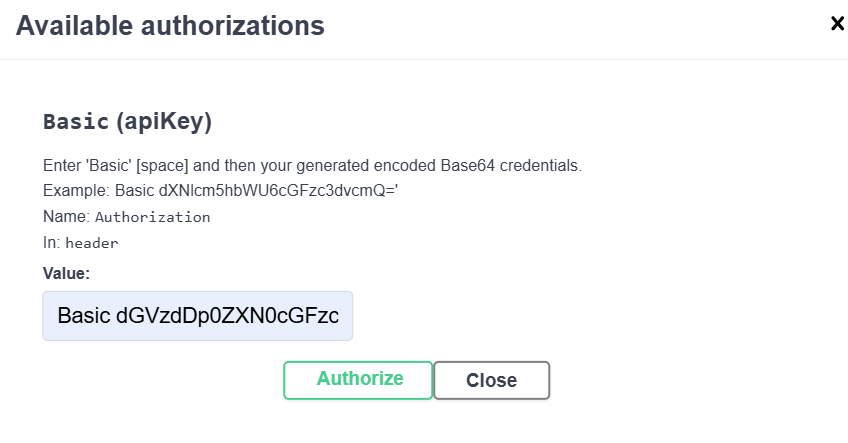 Available authorizations
Basic (apiKey)
Enter 'Basic' [space] and then your generated encoded Base64 credentials.
Example: Basic dXNlcm5hbWU6cGFzc3dvcmQ='
Name: Authorization
In: header
Value:
Basic dGVzdDp0ZXN0cGFzc
Authorize
Close